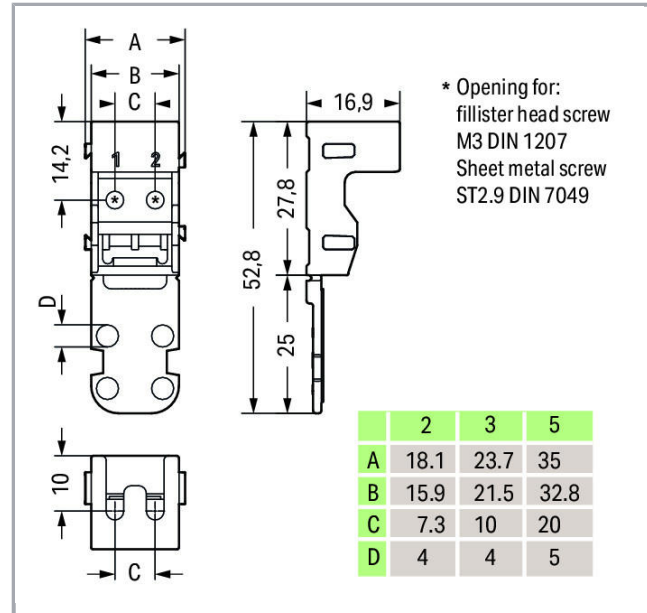 A
B
C
14,2
1 2
* *
D
16,9
27,8
52,8
25
* Opening for:
fillister head screw
M3 DIN 1207
Sheet metal screw
ST2.9 DIN 7049
10
C
2 3 5
A 18.1 23.7 35
B 15.9 21.5 32.8
C 7.3 10 20
D 4 4 5